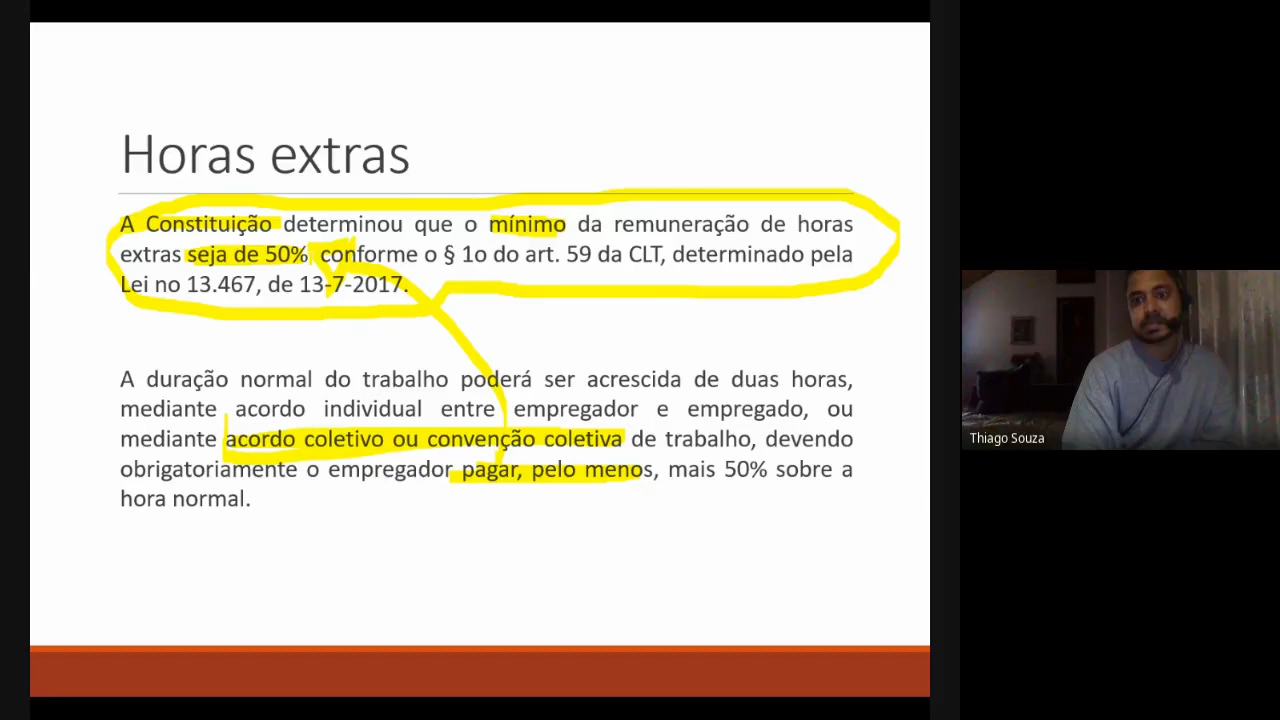 Horas extras
A Constituição determinou que o mínimo da remuneração de horas
extras seja de 50% conforme o § 1o do art. 59 da CLT, determinado pela
Lei no 13.467, de 13-7-2017.
A duração normal do trabalho poderá ser acrescida de duas horas,
mediante acordo individual entre empregador e empregado, ou
mediante acordo coletivo ou convenção coletiva de trabalho, devendo
obrigatoriamente o empregador pagar, pelo menos, mais 50% sobre a
hora normal.
Thiago Souza